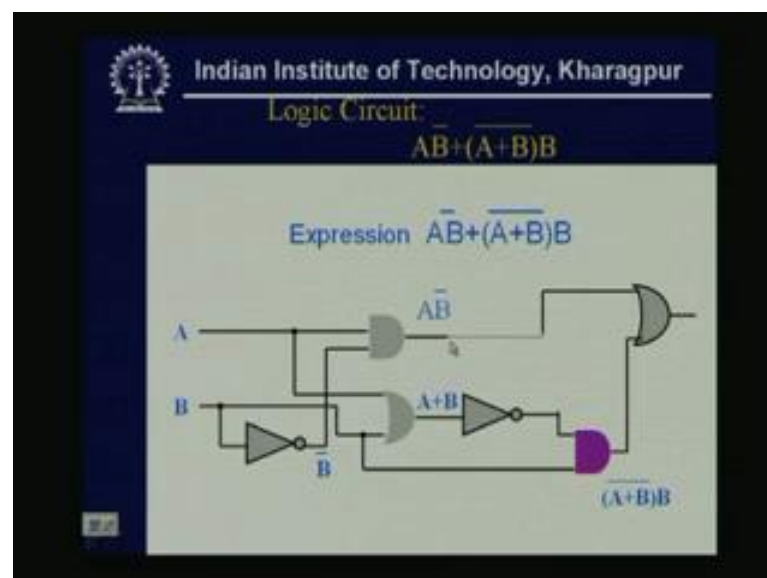 Indian Institute of Technology, Kharagpur
Logic Circuit:
AB̅+(A̅+̅B̅)B
Expression AB̅+(A̅+̅B̅)B
AB̅
A
B
A+B
B̅
(A̅+̅B̅)B